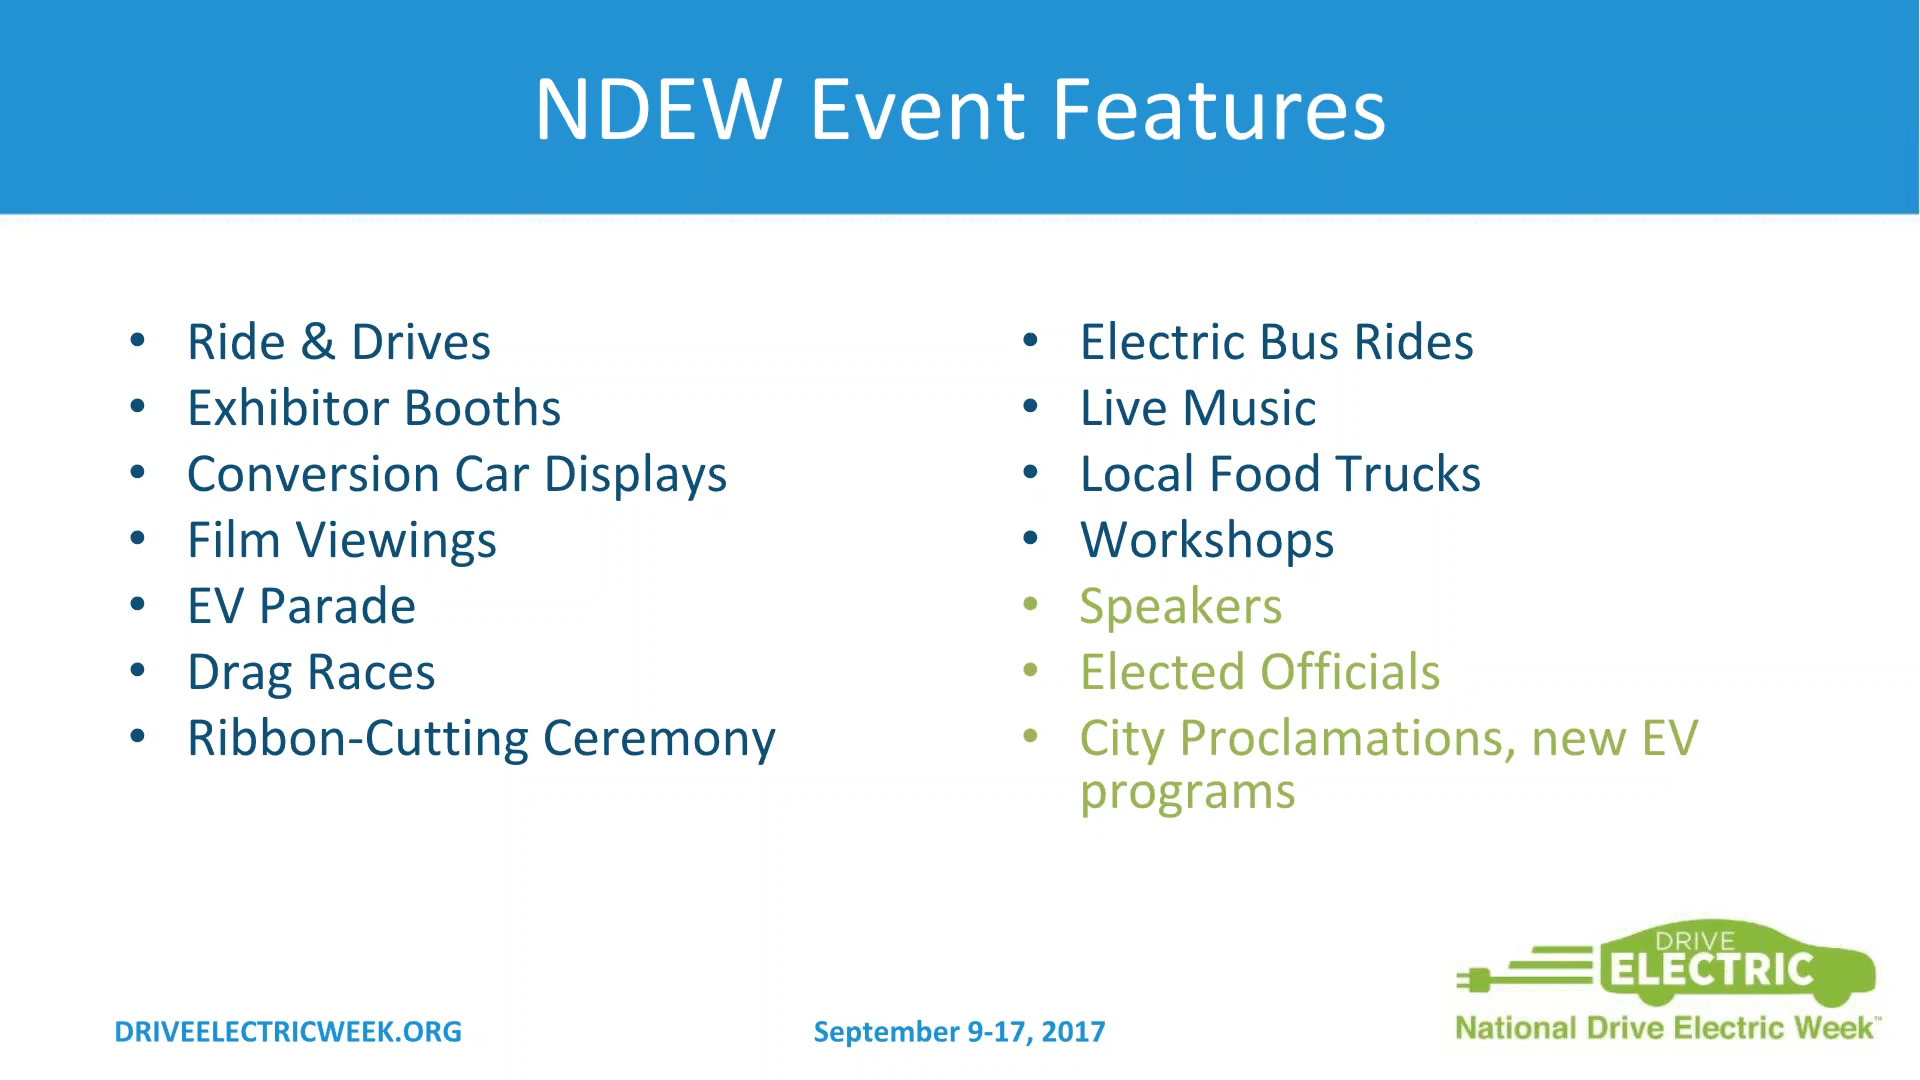 NDEW Event Features
• Ride & Drives
• Exhibitor Booths
• Conversion Car Displays
• Film Viewings
• EV Parade
• Drag Races
• Ribbon-Cutting Ceremony
• Electric Bus Rides
• Live Music
• Local Food Trucks
• Workshops
• Speakers
• Elected Officials
• City Proclamations, new EV
programs
DRIVEELECTRICWEEK.ORG
September 9-17, 2017
DRIVE
ELECTRIC
National Drive Electric Week™